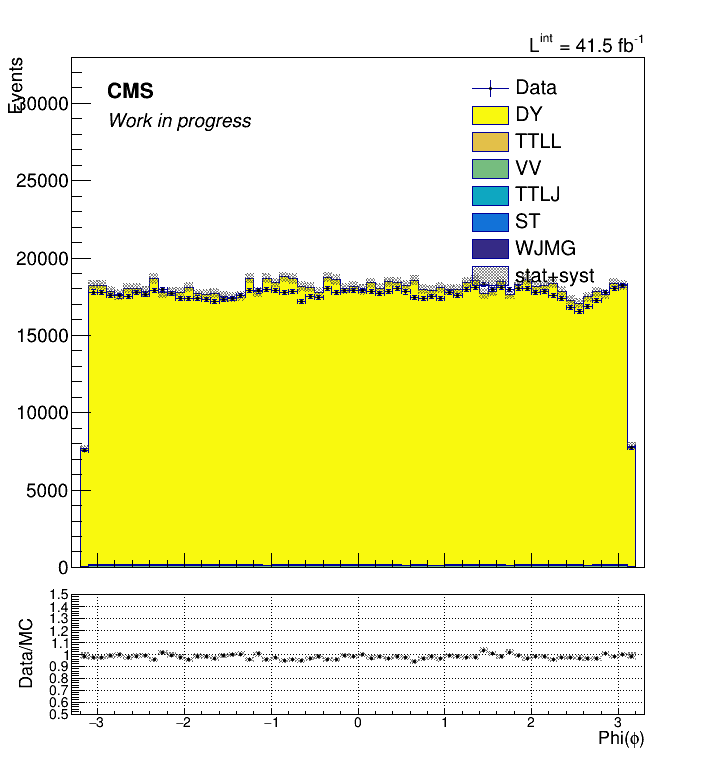 L^int = 41.5 fb^-1
Events
CMS
Work in progress
Data
DY
TTLL
VV
TTLJ
ST
WJMG
stat+syst
30000
25000
20000
15000
10000
5000
0
Data/MC
1.5
1.4
1.3
1.2
1.1
1
0.9
0.8
0.7
0.6
0.5
−3 −2 −1 0 1 2 3
Phi(ϕ)